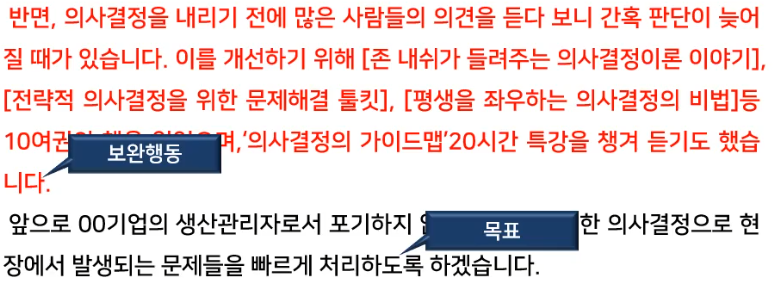 반면, 의사결정을 내리기 전에 많은 사람들의 의견을 듣다 보니 간혹 판단이 늦어
질 때가 있습니다. 이를 개선하기 위해 [존 내쉬가 들려주는 의사결정이론 이야기],
[전략적 의사결정을 위한 문제해결 툴킷], [평생을 좌우하는 의사결정의 비법]등
10여권의 책을 읽었으며,‘의사결정의 가이드맵’20시간 특강을 챙겨 듣기도 했습
보완행동
니다.
앞으로 00기업의 생산관리자로서 포기하지 한 의사결정으로 현
목표
장에서 발생되는 문제들을 빠르게 처리하도록 하겠습니다.